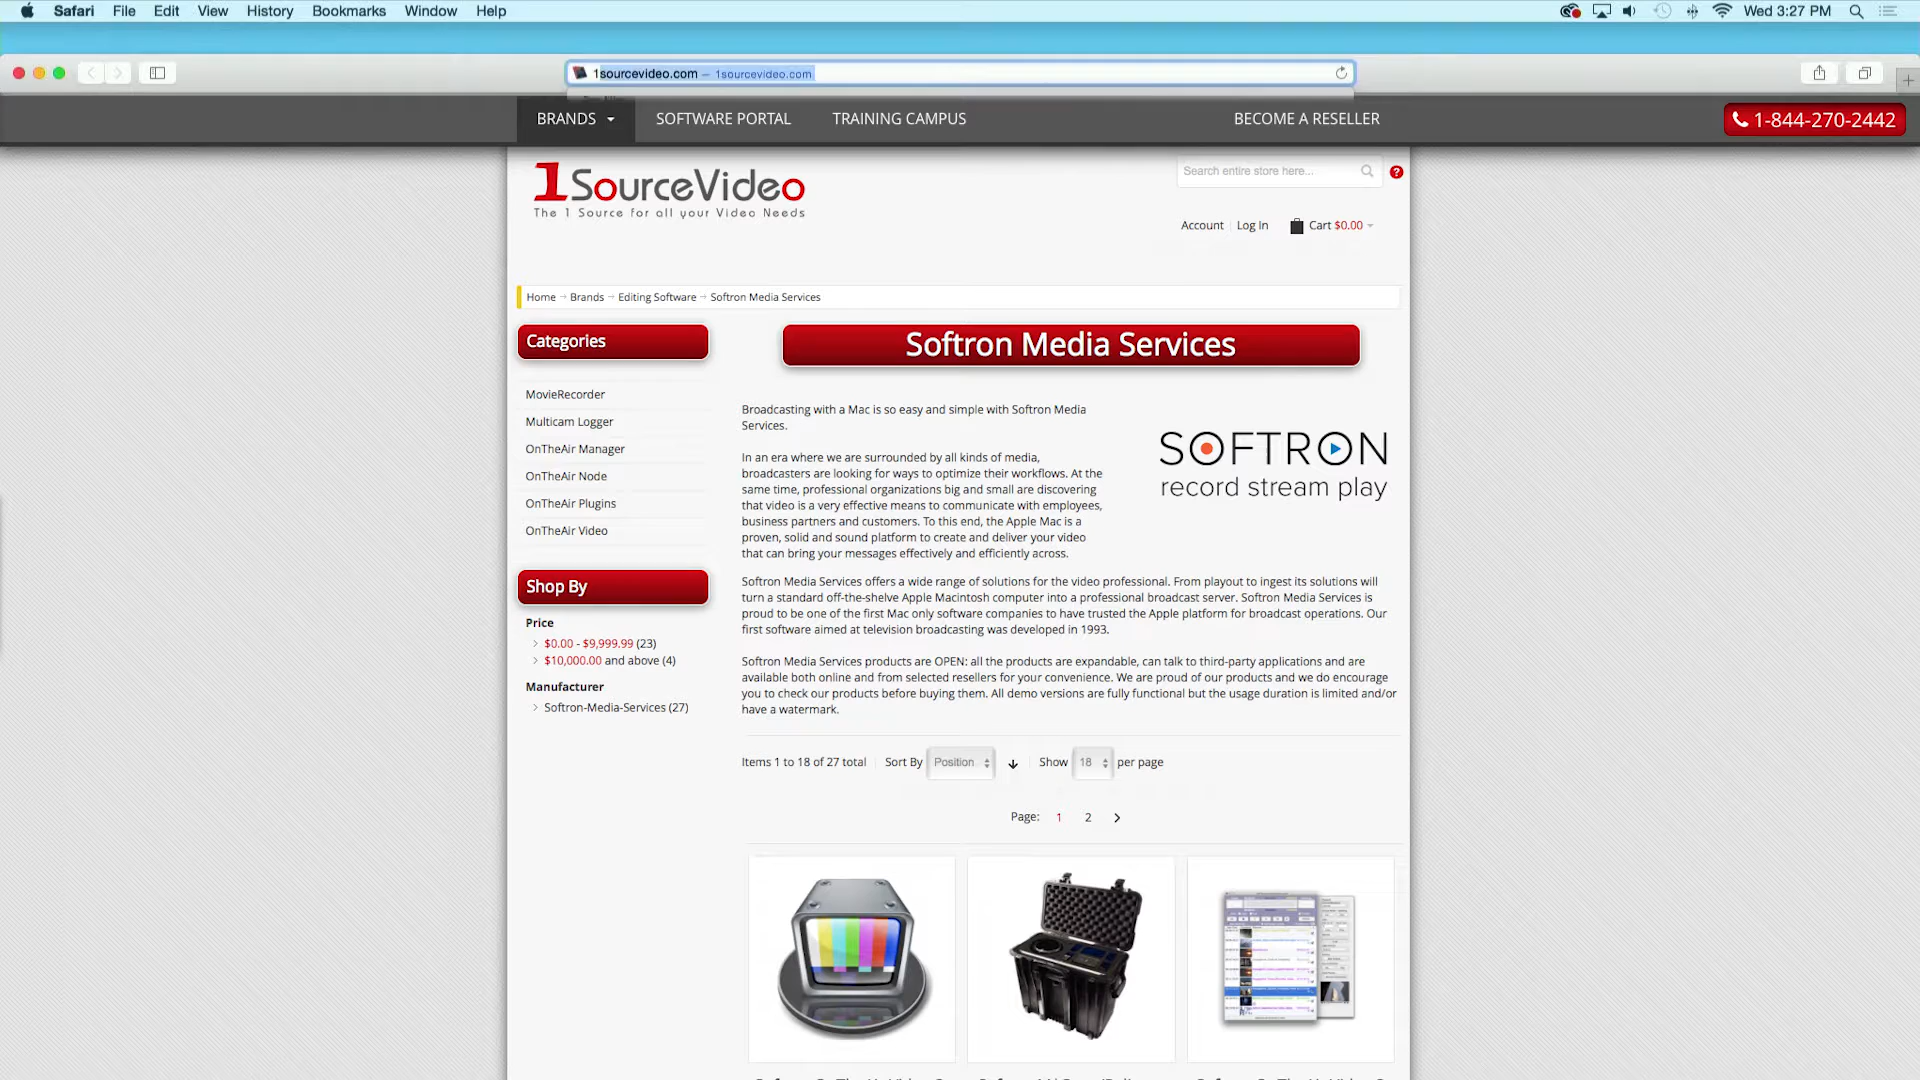 Safari File Edit View History Bookmarks Window Help
Wed 3:27 PM
1sourcevideo.com — 1sourcevideo.com
BRANDS SOFTWARE PORTAL TRAINING CAMPUS BECOME A RESELLER
1-844-270-2442
1SourceVideo
The 1 Source for all your Video Needs
Search entire store here...
?
Account Log In Cart $0.00
Home Brands Editing Software Softron Media Services
Categories
MovieRecorder
Multicam Logger
OnTheAir Manager
OnTheAir Node
OnTheAir Plugins
OnTheAir Video
Shop By
Price
$0.00 - $9,999.99 (23)
$10,000.00 and above (4)
Manufacturer
Softron-Media-Services (27)
Softron Media Services
Broadcasting with a Mac is so easy and simple with Softron Media
Services.
In an era where we are surrounded by all kinds of media,
broadcasters are looking for ways to optimize their workflows. At the
same time, professional organizations big and small are discovering
that video is a very effective means to communicate with employees,
business partners and customers. To this end, the Apple Mac is a
proven, solid and sound platform to create and deliver your video
that can bring your messages effectively and efficiently across.
SOFTRON
record stream play
Softron Media Services offers a wide range of solutions for the video professional. From playout to ingest its solutions will
turn a standard off-the-shelve Apple Macintosh computer into a professional broadcast server. Softron Media Services is
proud to be one of the first Mac only software companies to have trusted the Apple platform for broadcast operations. Our
first software aimed at television broadcasting was developed in 1993.
Softron Media Services products are OPEN: all the products are expandable, can talk to third-party applications and are
available both online and from selected resellers for your convenience. We are proud of our products and we do encourage
you to check our products before buying them. All demo versions are fully functional but the usage duration is limited and/or
have a watermark.
Items 1 to 18 of 27 total Sort By Position Show 18 per page
Page: 1 2